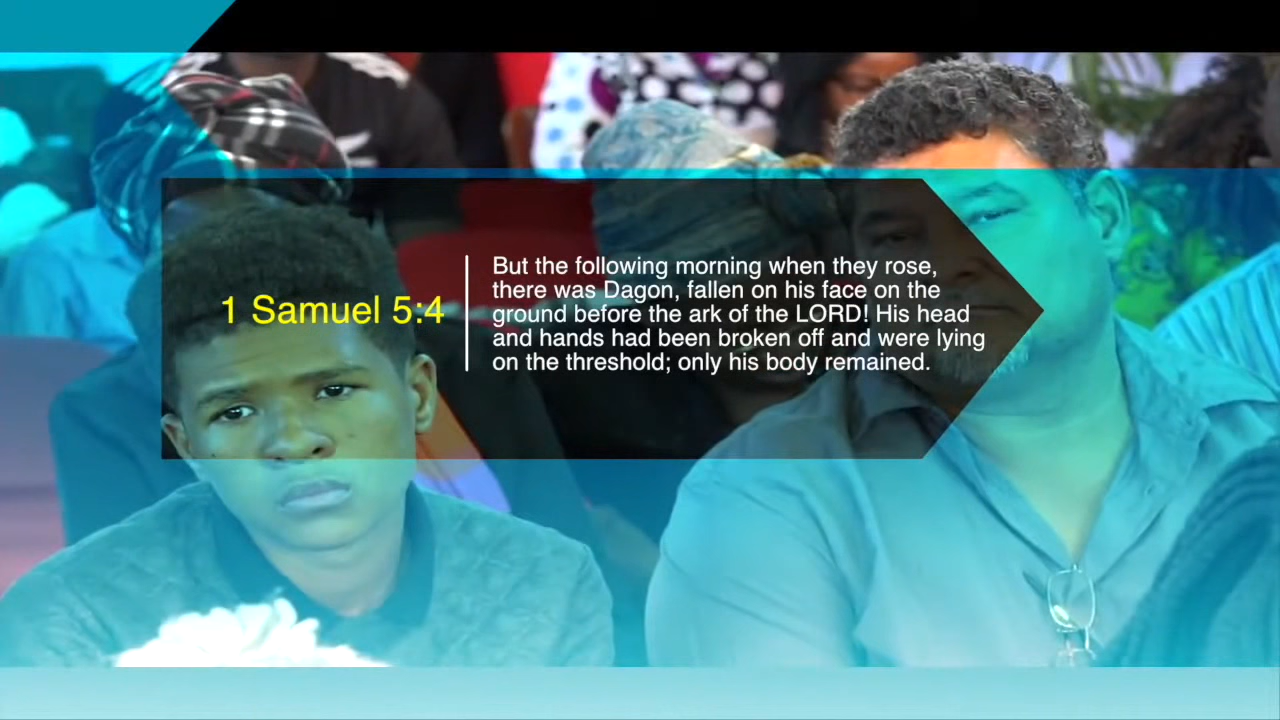 1 Samuel 5:4
But the following morning when they rose,
there was Dagon, fallen on his face on the
ground before the ark of the LORD! His head
and hands had been broken off and were lying
on the threshold; only his body remained.